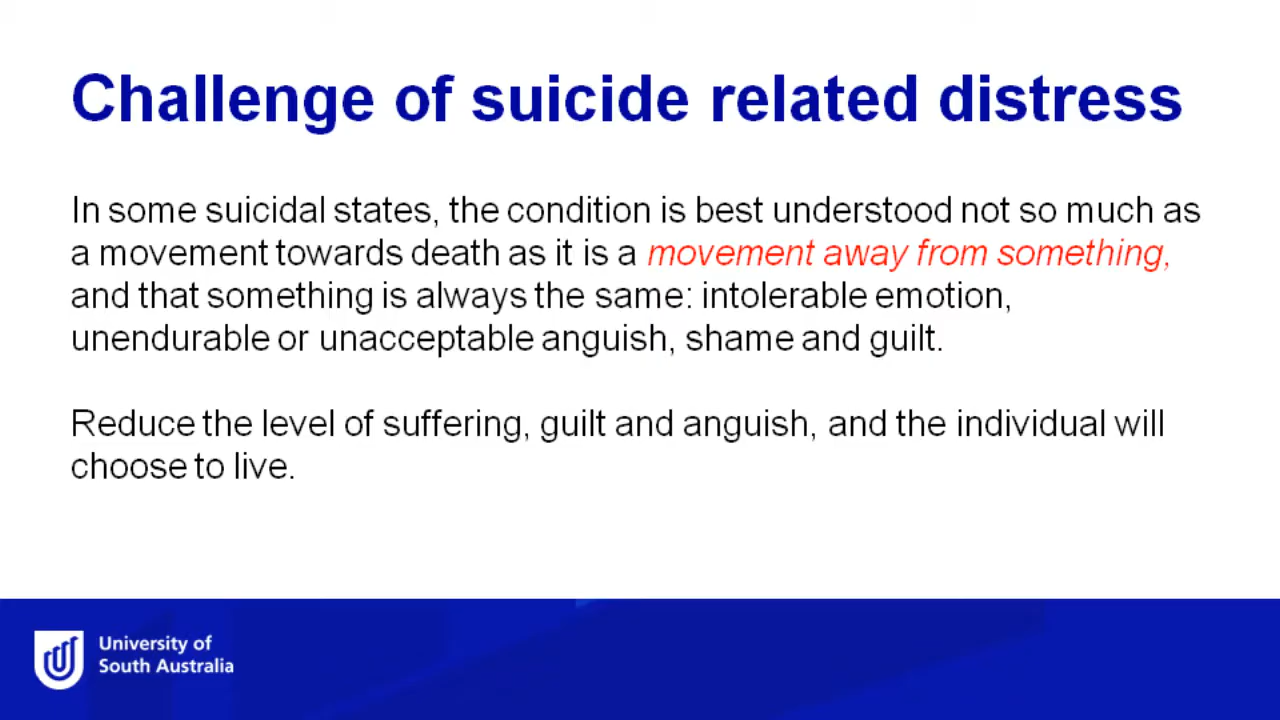 Challenge of suicide related distress
In some suicidal states, the condition is best understood not so much as
a movement towards death as it is a movement away from something,
and that something is always the same: intolerable emotion,
unendurable or unacceptable anguish, shame and guilt.
Reduce the level of suffering, guilt and anguish, and the individual will
choose to live.
University of
South Australia